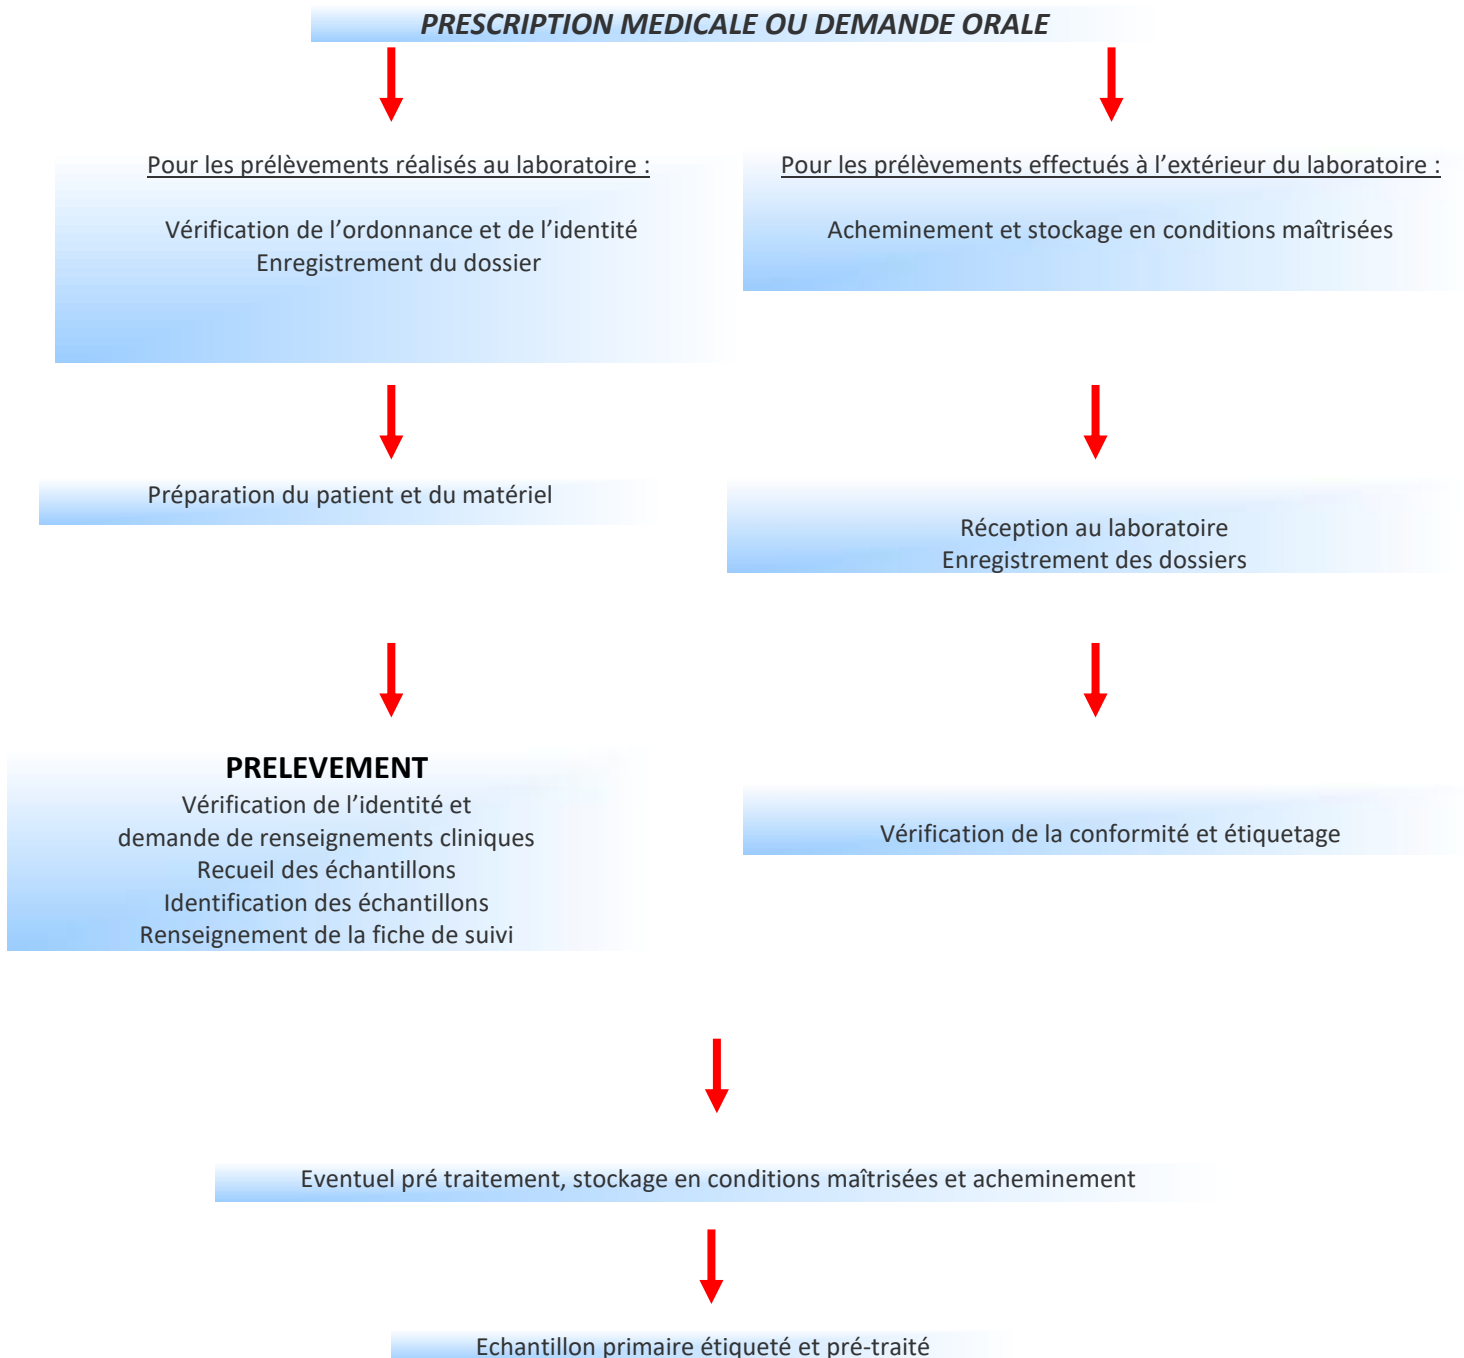 PRESCRIPTION MEDICALE OU DEMANDE ORALE
Pour les prélèvements réalisés au laboratoire :
Vérification de l’ordonnance et de l’identité
Enregistrement du dossier
Pour les prélèvements effectués à l’extérieur du laboratoire :
Acheminement et stockage en conditions maîtrisées
Préparation du patient et du matériel
Réception au laboratoire
Enregistrement des dossiers
PRELEVEMENT
Vérification de l’identité et
demande de renseignements cliniques
Recueil des échantillons
Identification des échantillons
Renseignement de la fiche de suivi
Vérification de la conformité et étiquetage
Eventuel pré traitement, stockage en conditions maîtrisées et acheminement
Echantillon primaire étiqueté et pré-traité